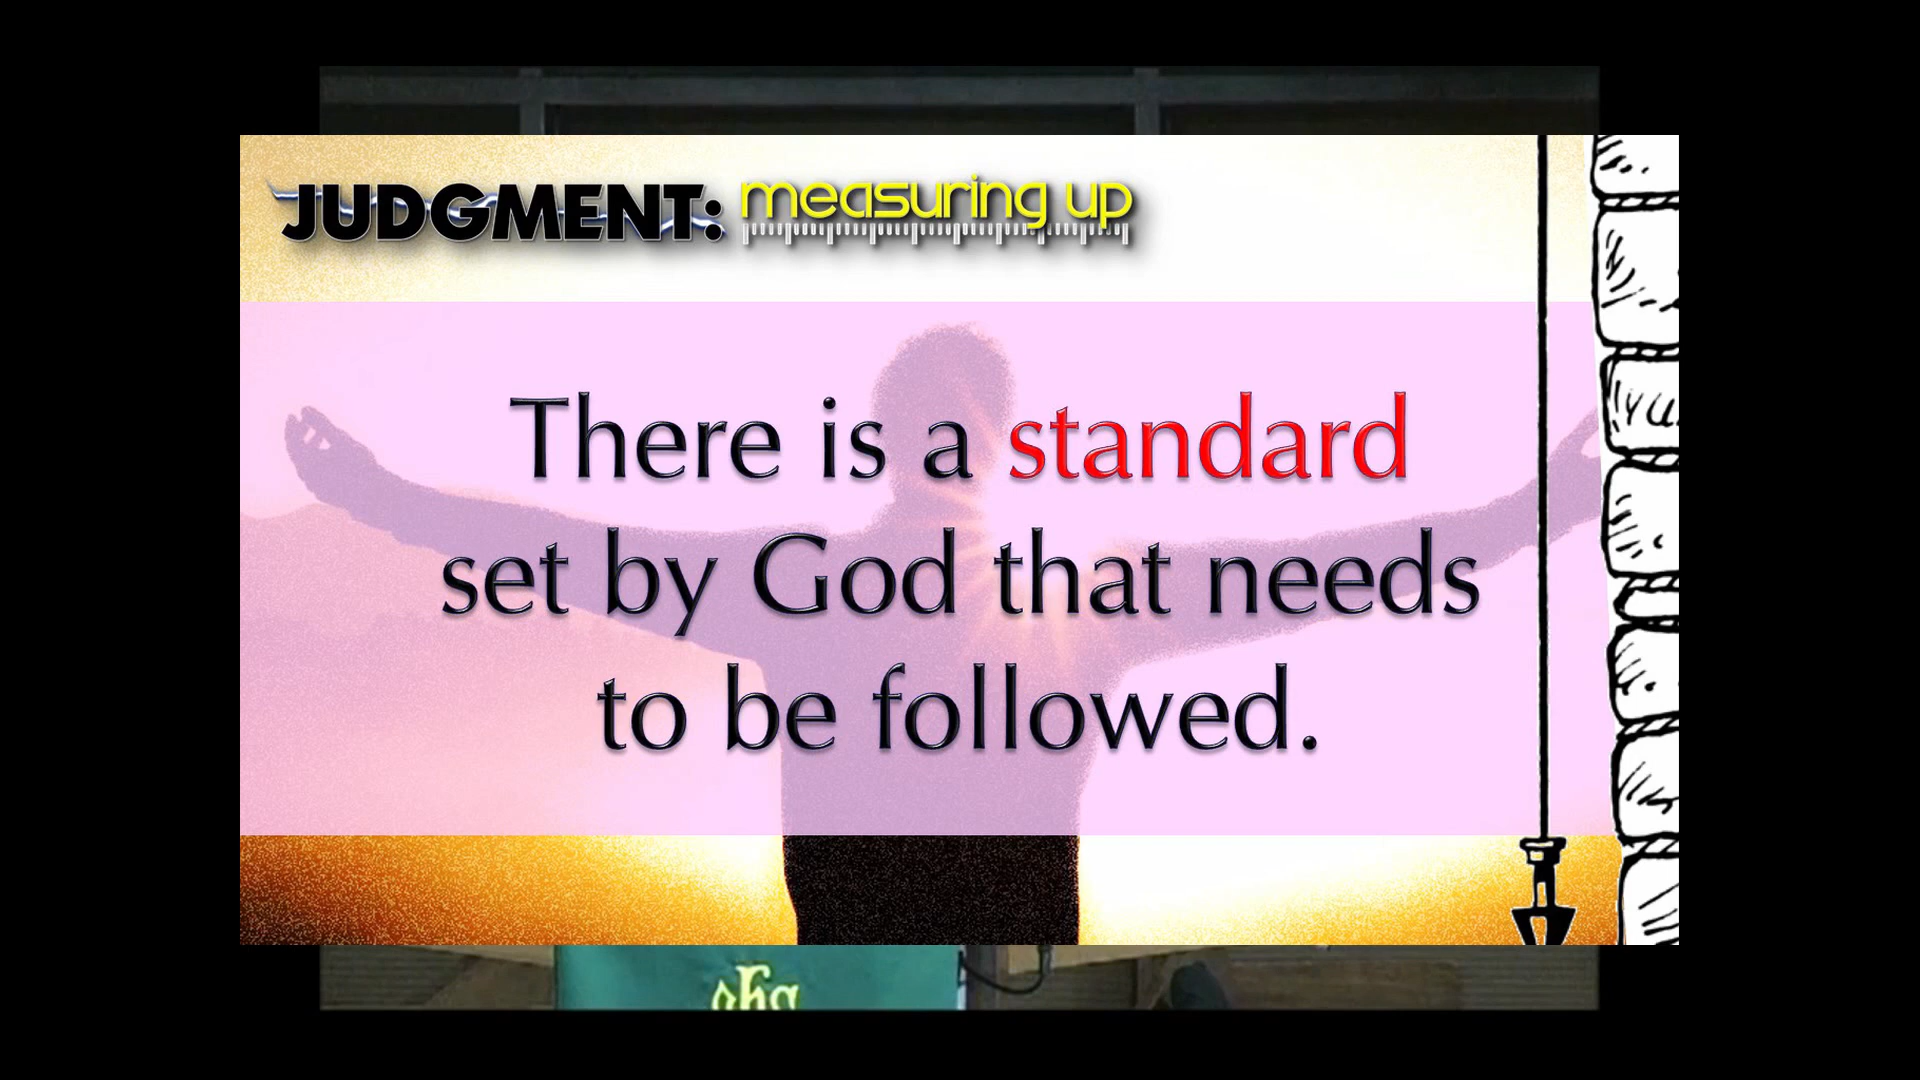 JUDGMENT: measuring up
There is a standard
set by God that needs
to be followed.